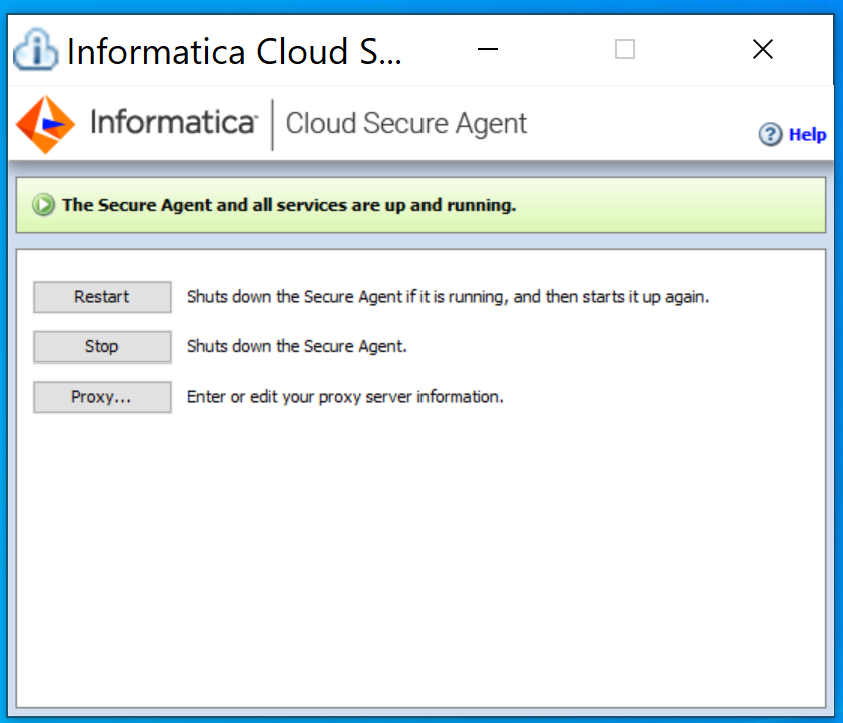 Informatica Cloud S...
Informatica | Cloud Secure Agent
? Help
The Secure Agent and all services are up and running.
Restart Shuts down the Secure Agent if it is running, and then starts it up again.
Stop Shuts down the Secure Agent.
Proxy... Enter or edit your proxy server information.